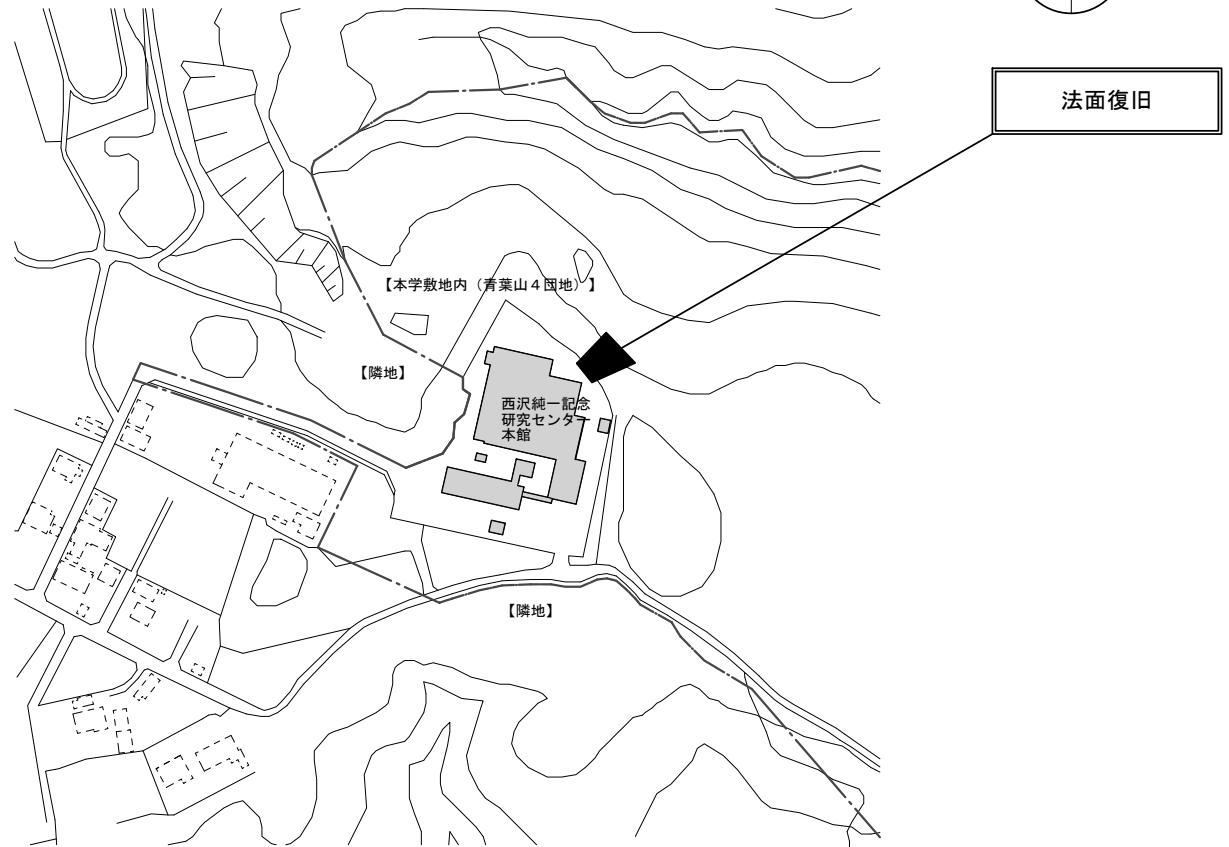 法面復旧
【本学敷地内（青葉山４団地）】
【隣地】
西沢純一記念
研究センター
本館
【隣地】